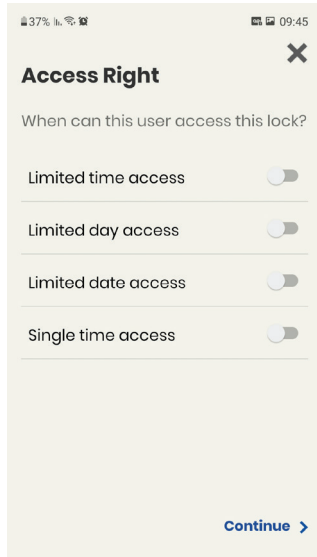 37%
09:45
Access Right
When can this user access this lock?
Limited time access
Limited day access
Limited date access
Single time access
Continue